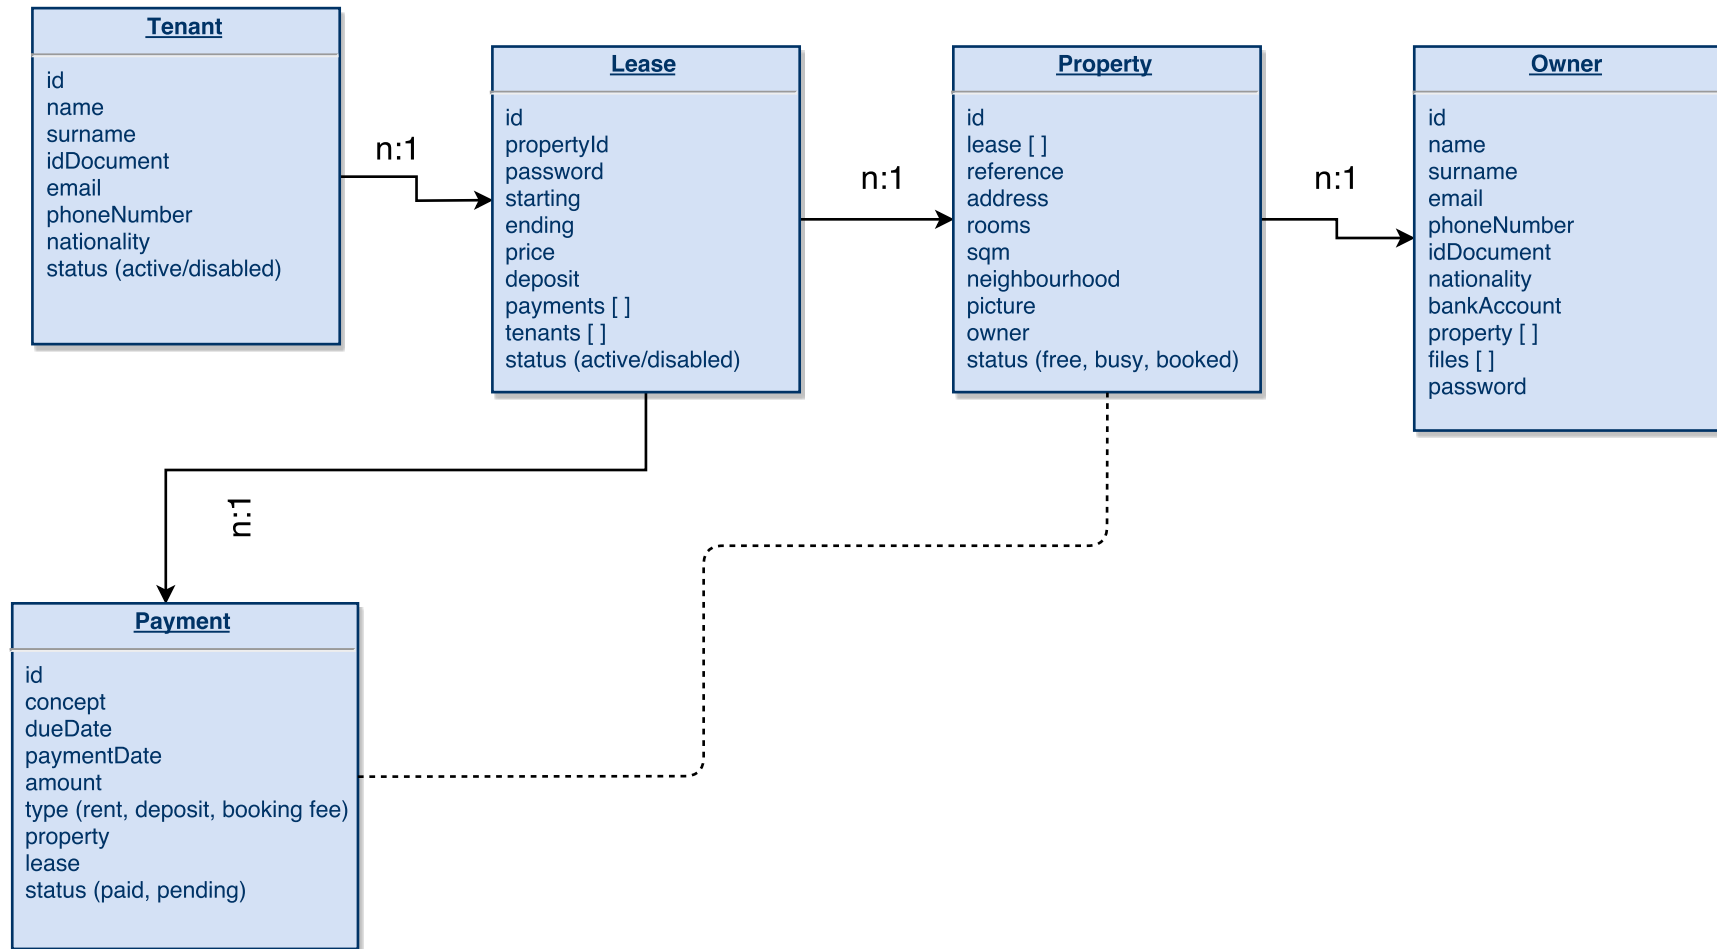 Tenant
id
name
surname
idDocument
email
phoneNumber
nationality
status (active/disabled)
n:1
Lease
id
propertyId
password
starting
ending
price
deposit
payments [ ]
tenants [ ]
status (active/disabled)
n:1
Property
id
lease [ ]
reference
address
rooms
sqm
neighbourhood
picture
owner
status (free, busy, booked)
n:1
Owner
id
name
surname
email
phoneNumber
idDocument
nationality
bankAccount
property [ ]
files [ ]
password
n:1
Payment
id
concept
dueDate
paymentDate
amount
type (rent, deposit, booking fee)
property
lease
status (paid, pending)